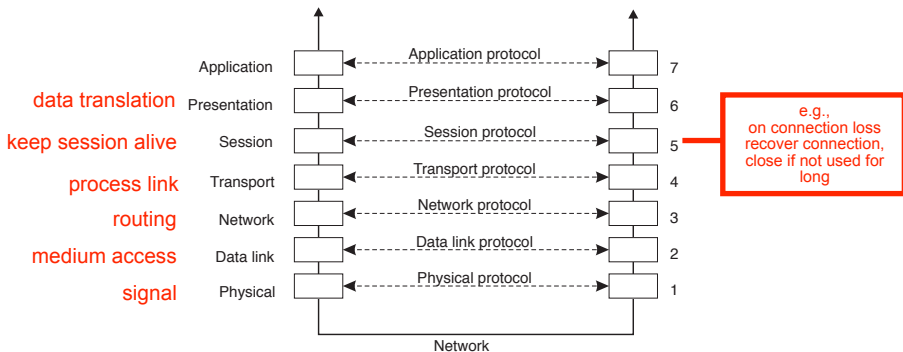 Application protocol
Application
7
data translation
Presentation
Presentation protocol
6
keep session alive
Session
Session protocol
5
e.g.,
on connection loss
recover connection,
close if not used for
long
process link
Transport
Transport protocol
4
routing
Network
Network protocol
3
medium access
Data link
Data link protocol
2
signal
Physical
Physical protocol
1
Network